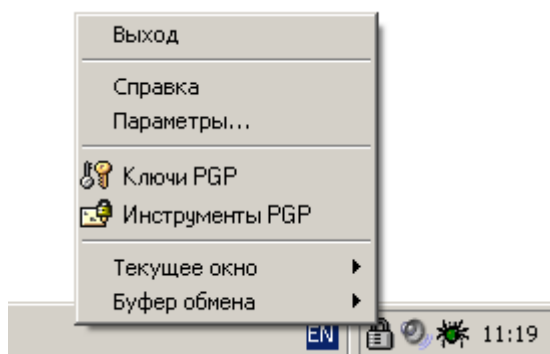 Выход
Справка
Параметры...
Ключи PGP
Инструменты PGP
Текущее окно
Буфер обмена
EN 11:19